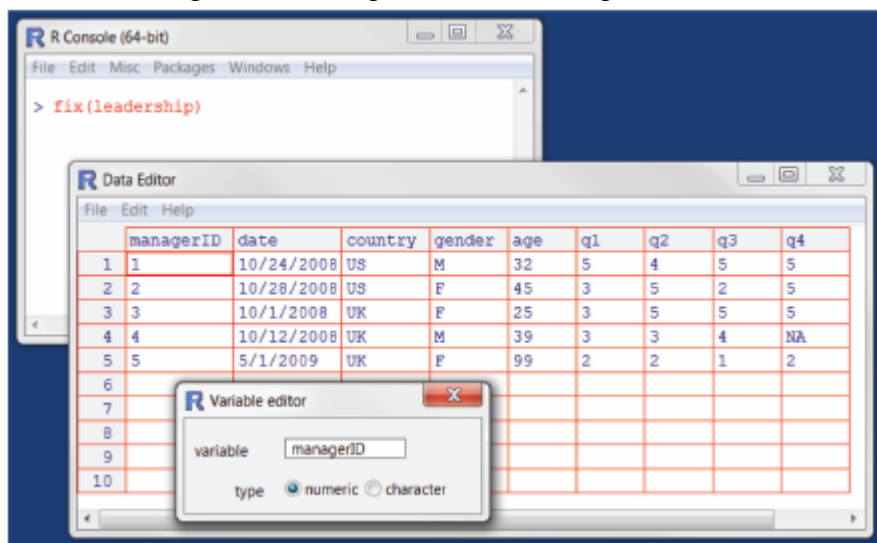 R Console (64-bit)
File Edit Misc Packages Windows Help
> fix(leadership)
Data Editor
File Edit Help
managerID date country gender age q1 q2 q3 q4
1 1 10/24/2008 US M 32 5 4 5 5
2 2 10/28/2008 US F 45 3 5 2 5
3 3 10/1/2008 UK F 25 3 5 5 5
4 4 10/12/2008 UK M 39 3 3 4 NA
5 5 5/1/2009 UK F 99 2 2 1 2
6
7
8
9
10
Variable editor
variable managerID
type numeric character